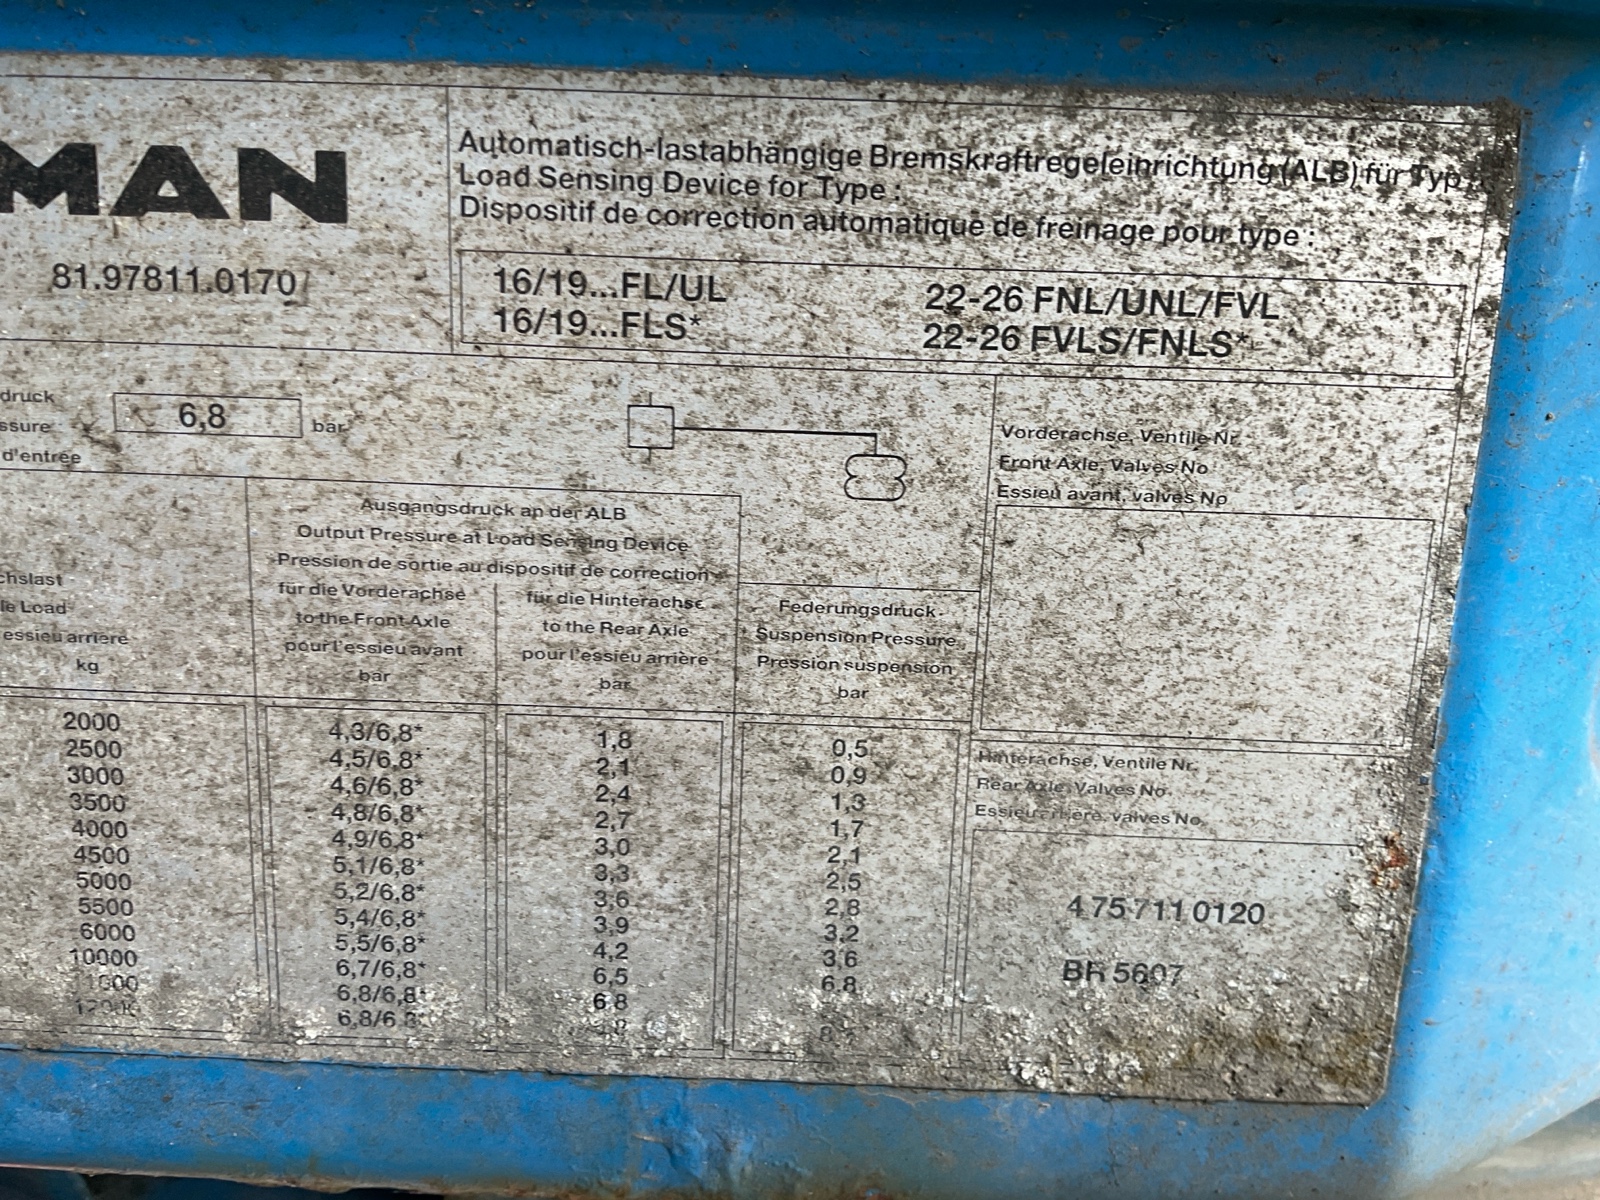 MAN
81.97811.0170
Automatisch-lastabhängige Bremskraftregeleinrichtung (ALB) für Typ
Load Sensing Device for Type :
Dispositif de correction automatique de freinage pour type :
16/19...FL/UL 22-26 FNL/UNL/FVL
16/19...FLS* 22-26 FVLS/FNLS*
druck
ssure 6,8 bar
d'entrée
Vorderachse, Ventile Nr.
Front Axle, Valves No
Essieu avant, valves No
Ausgangsdruck an der ALB
Output Pressure at Load Sensing Device
Pression de sortie au dispositif de correction
chslast
le Load
essieu arrière
kg
für die Vorderachse
to the Front Axle
pour l'essieu avant
bar
für die Hinterachse
to the Rear Axle
pour l'essieu arrière
bar
Federungsdruck
Suspension Pressure
Pression suspension
bar
2000 4,3/6,8* 1,8 0,5
2500 4,5/6,8* 2,1 0,9
3000 4,6/6,8* 2,4 1,3
3500 4,8/6,8* 2,7 1,7
4000 4,9/6,8* 3,0 2,1
4500 5,1/6,8* 3,3 2,5
5000 5,2/6,8* 3,6 2,8
5500 5,4/6,8* 3,9 3,2
6000 5,5/6,8* 4,2 3,6
10000 6,7/6,8* 6,5 6,8
6,8/6,8* 6,8
6,8/6,8*
Hinterachse, Ventile Nr.
Rear Axle, Valves No.
Essieu arrière, valves No.
475 711 0120
BR 5607